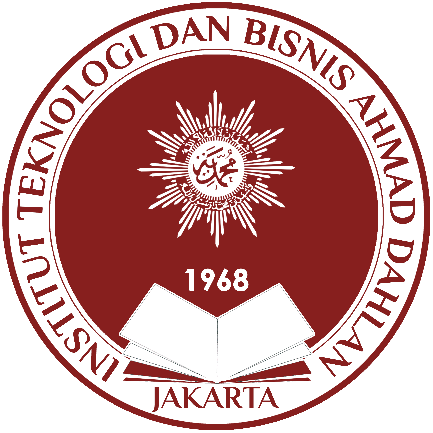 INSTITUT TEKNOLOGI DAN BISNIS AHMAD DAHLAN
1968
JAKARTA